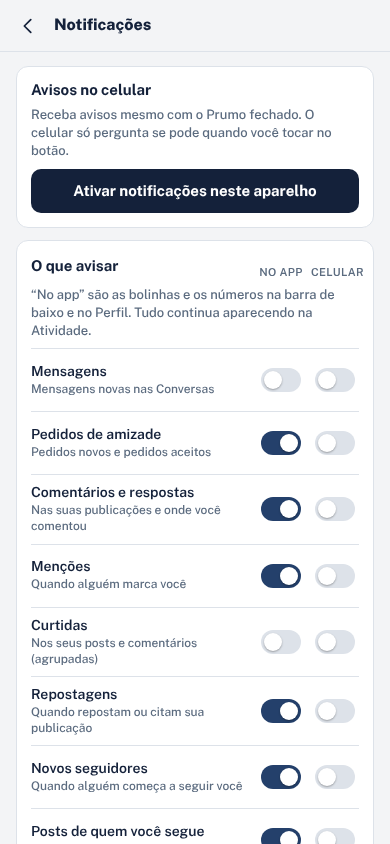 Notificações
Avisos no celular
Receba avisos mesmo com o Prumo fechado. O
celular só pergunta se pode quando você tocar no
botão.
Ativar notificações neste aparelho
O que avisar
NO APP CELULAR
“No app” são as bolinhas e os números na barra de
baixo e no Perfil. Tudo continua aparecendo na
Atividade.
Mensagens
Mensagens novas nas Conversas
Pedidos de amizade
Pedidos novos e pedidos aceitos
Comentários e respostas
Nas suas publicações e onde você
comentou
Menções
Quando alguém marca você
Curtidas
Nos seus posts e comentários
(agrupadas)
Repostagens
Quando repostam ou citam sua
publicação
Novos seguidores
Quando alguém começa a seguir você
Posts de quem você segue